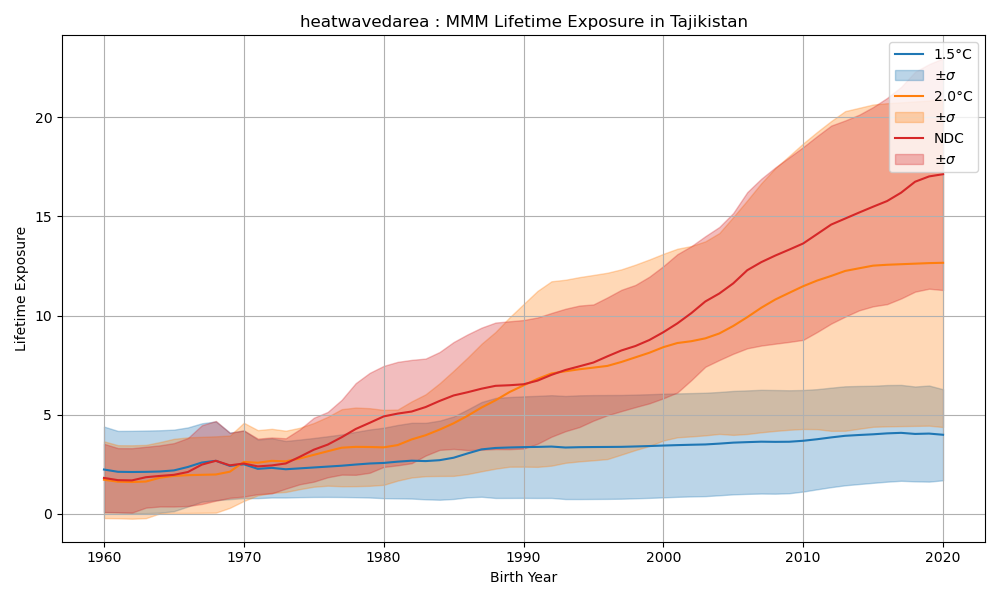 heatwavedarea : MMM Lifetime Exposure in Tajikistan
Lifetime Exposure
20
15
10
5
0
1960 1970 1980 1990 2000 2010 2020
Birth Year
1.5°C
±σ
2.0°C
±σ
NDC
±σ